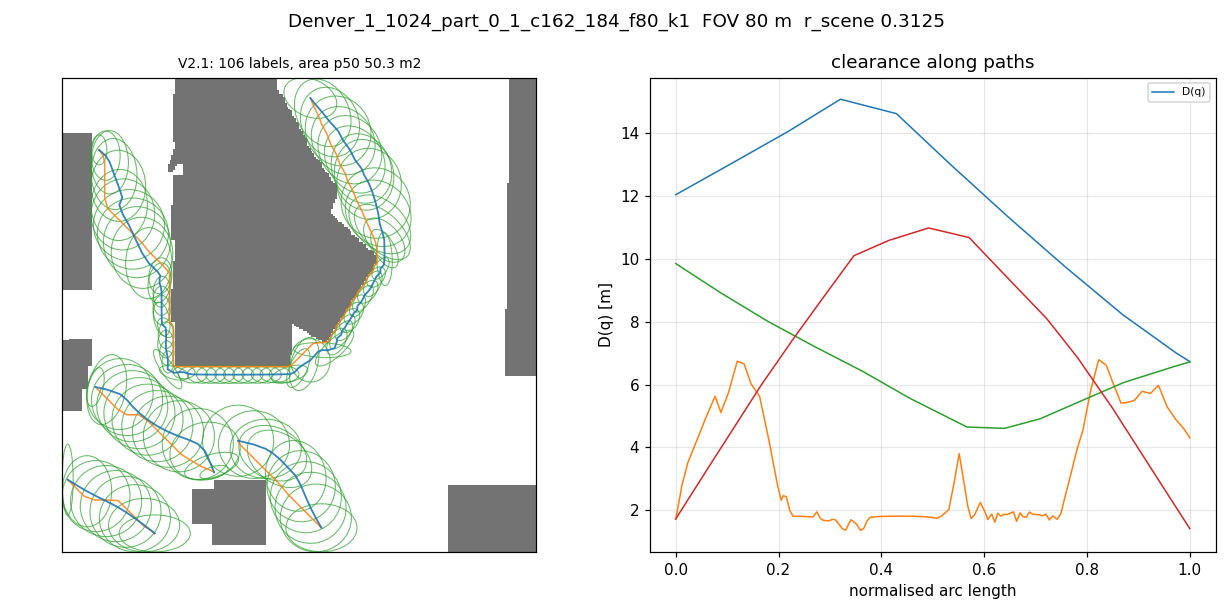 Denver_1_1024_part_0_1_c162_184_f80_k1  FOV 80 m  r_scene 0.3125
V2.1: 106 labels, area p50 50.3 m2
clearance along paths
D(q)
14
12
10
8
6
4
2
D(q) [m]
0.0 0.2 0.4 0.6 0.8 1.0
normalised arc length